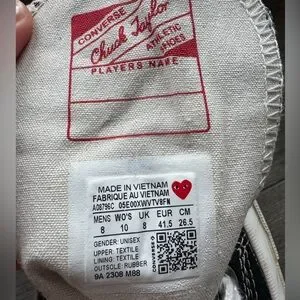 CONVERSE
Chuck Taylor
ATHLETIC
SHOES
PLAYERS NAME
MADE IN VIETNAM
FABRIQUE AU VIETNAM
A08796C 05E00XWVTV8FN
MENS WO'S UK EUR CM
8 10 8 41.5 26.5
GENDER: UNISEX
UPPER: TEXTILE
LINING: TEXTILE
OUTSOLE: RUBBER
9A 2308 M88